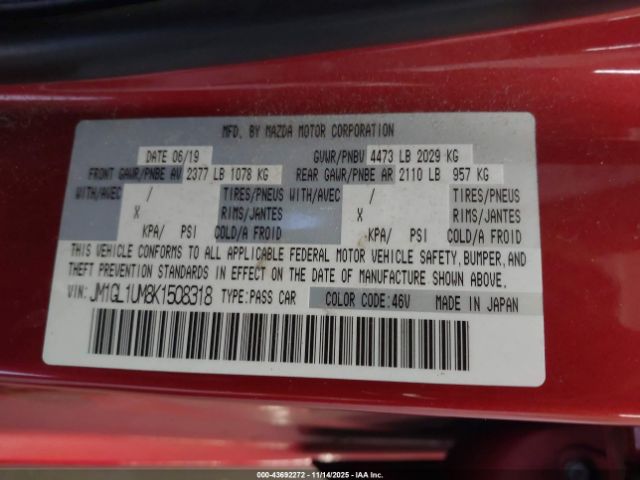 MFD. BY MAZDA MOTOR CORPORATION
DATE 06/19 GVWR/PNBV 4473 LB 2029 KG
FRONT GAWR/PNBE AV 2377 LB 1078 KG REAR GAWR/PNBE AR 2110 LB 957 KG
WITH/AVEC / TIRES/PNEUS WITH/AVEC / TIRES/PNEUS
X RIMS/JANTES X RIMS/JANTES
KPA/ PSI COLD/A FROID KPA/ PSI COLD/A FROID
THIS VEHICLE CONFORMS TO ALL APPLICABLE FEDERAL MOTOR VEHICLE SAFETY, BUMPER, AND
THEFT PREVENTION STANDARDS IN EFFECT ON THE DATE OF MANUFACTURE SHOWN ABOVE.
VIN: JM1GL1UM8K1508318 TYPE: PASS CAR COLOR CODE: 46V MADE IN JAPAN
000-43692272 - 11/14/2025 - IAA Inc.